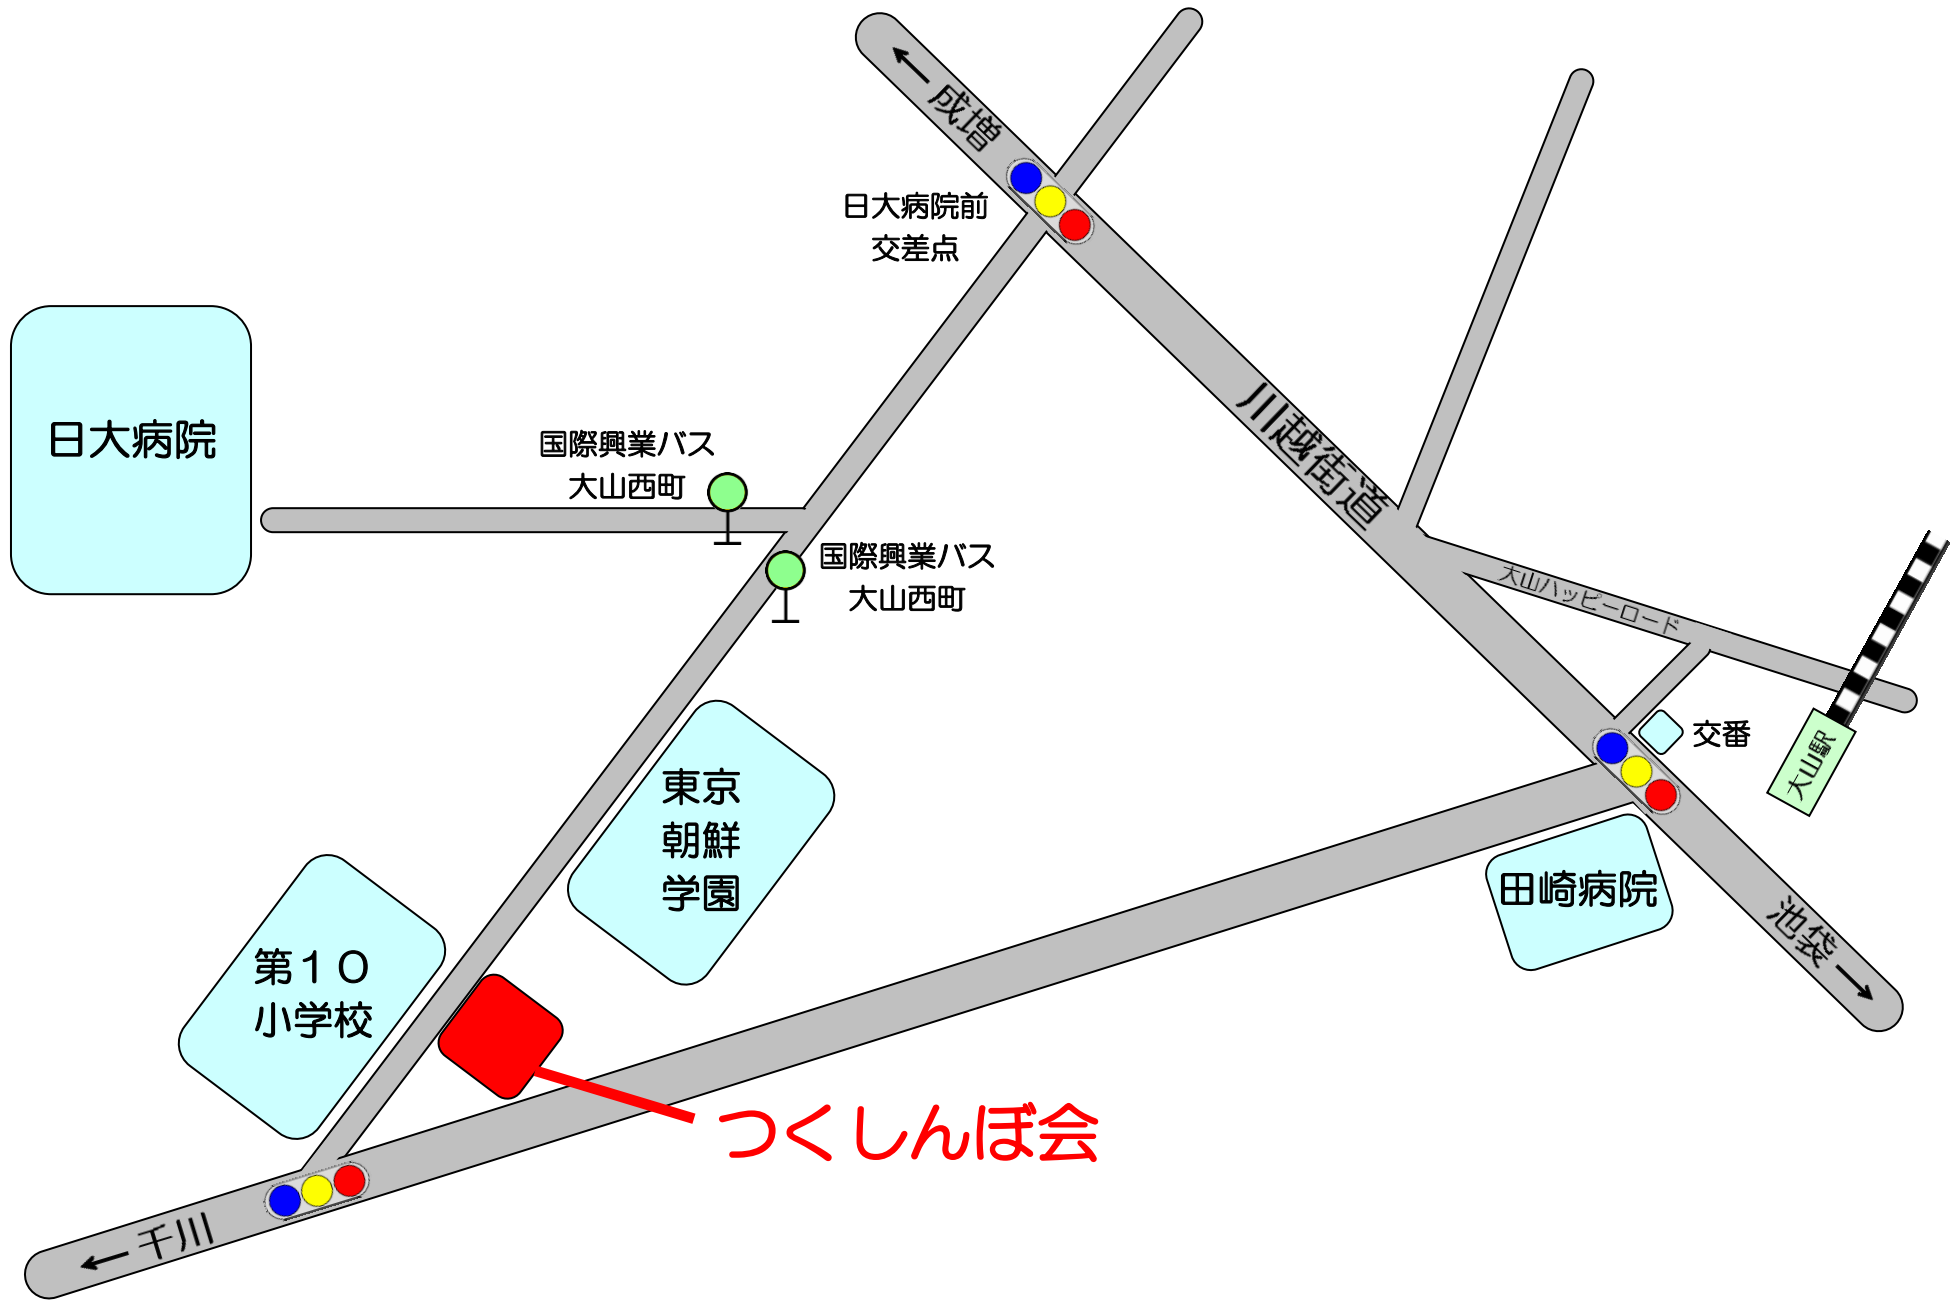 ← 成増
日大病院前
交差点
川越街道
日大病院
国際興業バス
大山西町
国際興業バス
大山西町
大山ハッピーロード
交番
大山駅
東京
朝鮮
学園
田崎病院
池袋 →
第１０
小学校
つくしんぼ会
← 千川